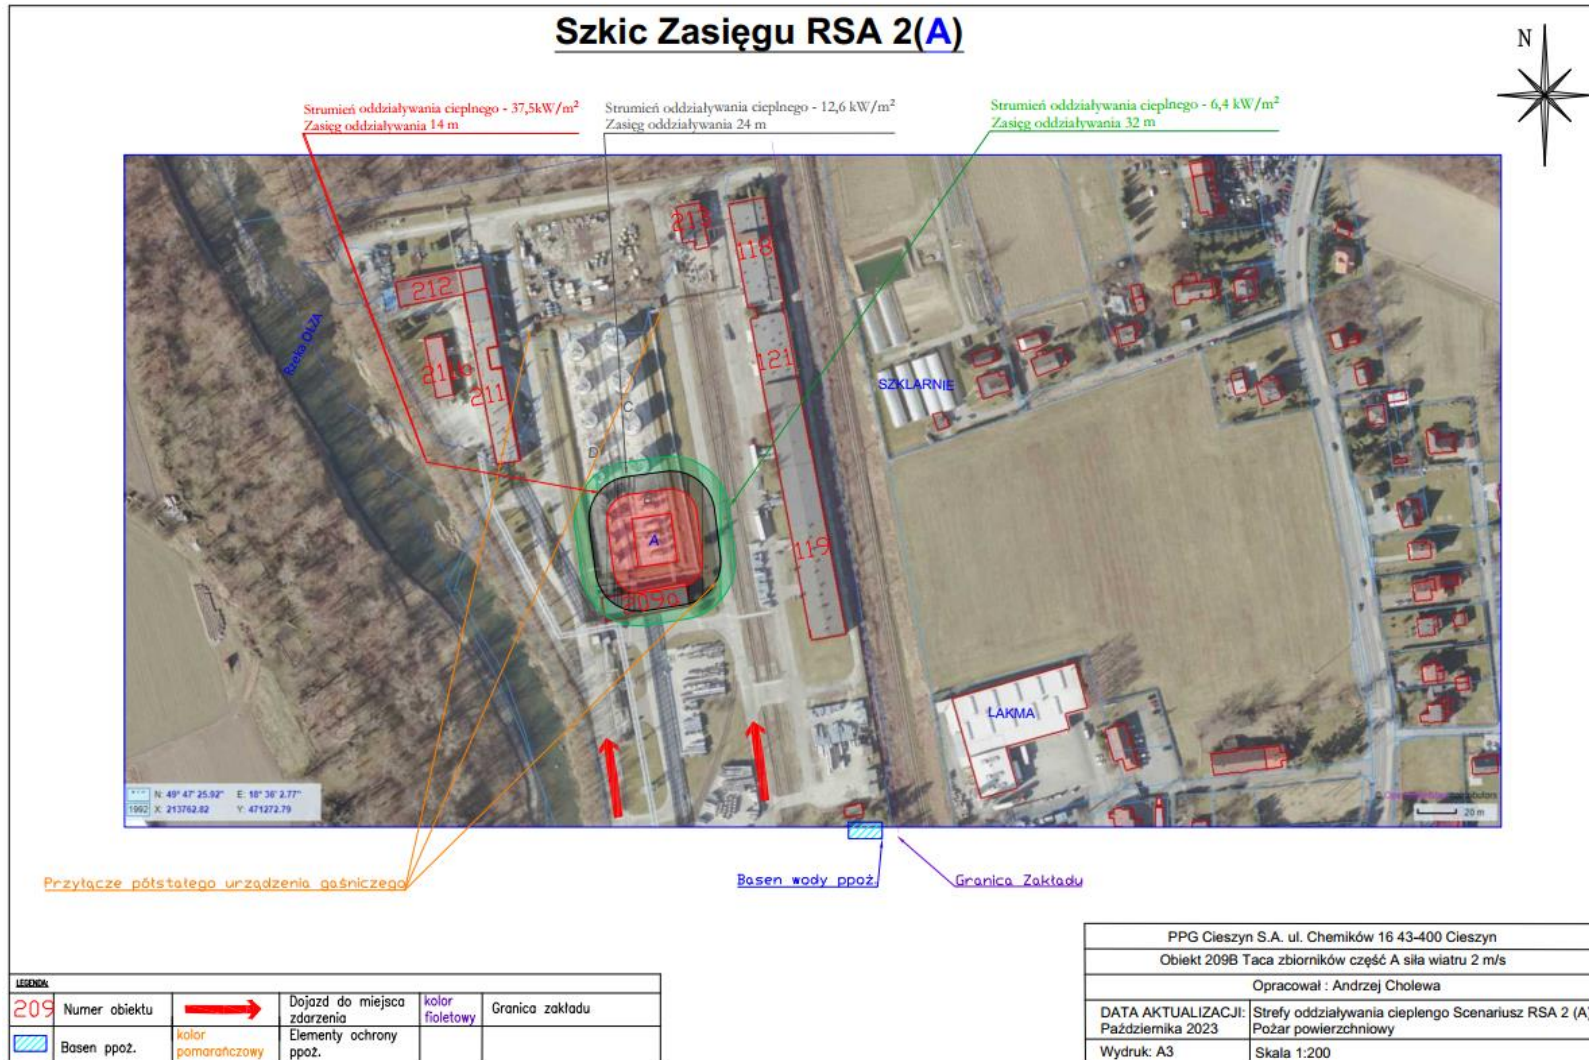 Szkic Zasięgu RSA 2(A)
N
Strumień oddziaływania cieplnego - 37,5kW/m²
Zasięg oddziaływania 14 m
Strumień oddziaływania cieplnego - 12,6 kW/m²
Zasięg oddziaływania 24 m
Strumień oddziaływania cieplnego - 6,4 kW/m²
Zasięg oddziaływania 32 m
213
118
212
Rzeka OLZA
121
211
SZKLARNIE
C
D
A
119
209a
LAKMA
N: 49° 47' 25.92" E: 18° 36' 2.77"
1992 X: 213762.82 Y: 471272.79
20 m
Przyłącze półstałego urządzenia gaśniczego
Basen wody ppoż.
Granica Zakładu
PPG Cieszyn S.A. ul. Chemików 16 43-400 Cieszyn
Obiekt 209B Taca zbiorników część A siła wiatru 2 m/s
Opracował : Andrzej Cholewa
DATA AKTUALIZACJI: Października 2023
Strefy oddziaływania cieplengo Scenariusz RSA 2 (A)
Pożar powierzchniowy
Wydruk: A3
Skala 1:200
LEGENDA:
209 Numer obiektu
Dojazd do miejsca zdarzenia
kolor fioletowy
Granica zakładu
Basen ppoż.
kolor pomarańczowy
Elementy ochrony ppoż.